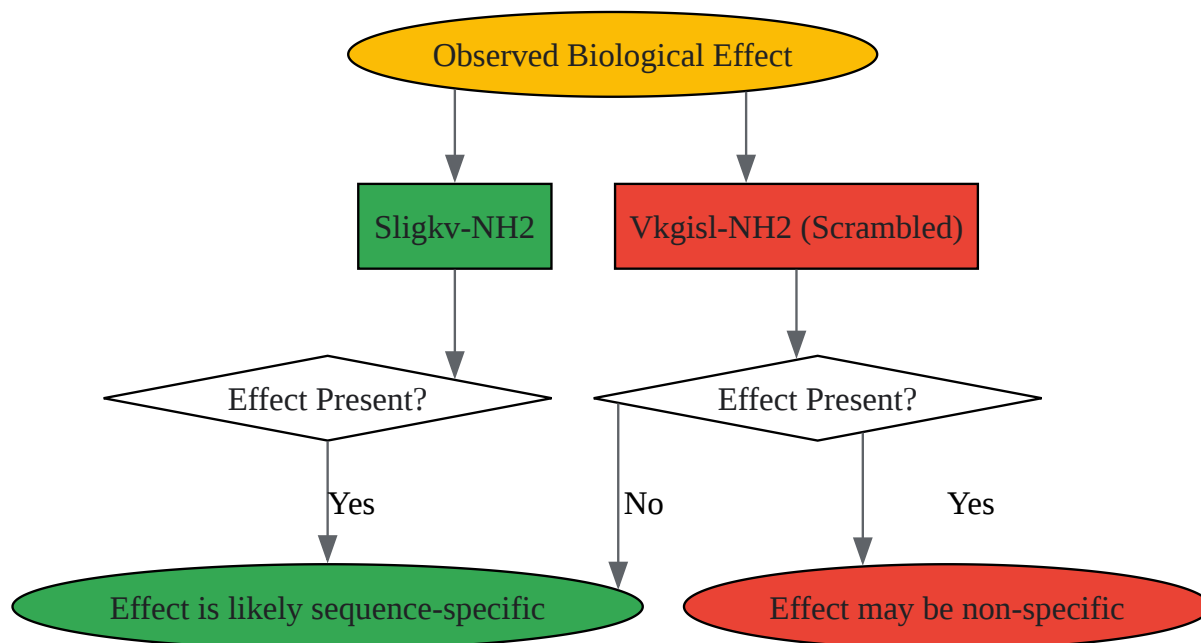 Observed Biological Effect
Sligkv-NH2
Vkgisl-NH2 (Scrambled)
Effect Present?
Effect Present?
Yes
No
Yes
Effect is likely sequence-specific
Effect may be non-specific